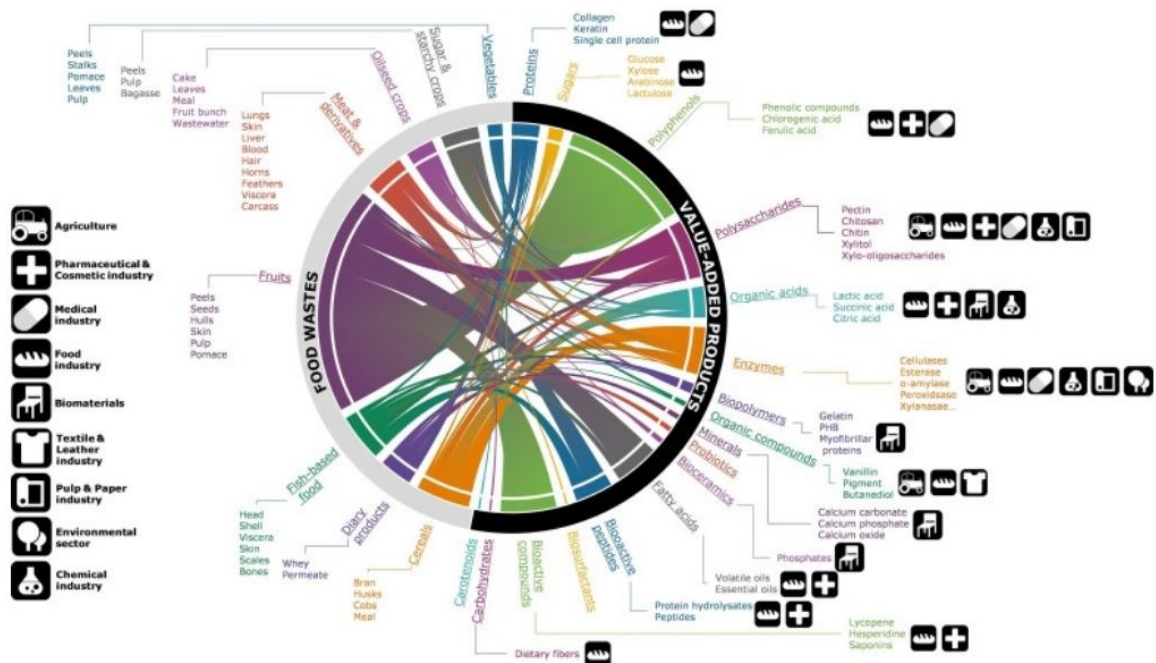 Peels
Stalks
Pomace
Leaves
Pulp
Peels
Pulp
Bagasse
Cake
Leaves
Meal
Fruit bunch
Wastewater
Lungs
Skin
Liver
Blood
Hair
Horns
Feathers
Viscera
Carcass
Peels
Seeds
Hulls
Skin
Pulp
Pomace
Head
Shell
Viscera
Skin
Scales
Bones
Whey
Permeate
Bran
Husks
Cobs
Meal
Vegetables
Sugar &
starchy crops
Oilseed crops
Meat &
derivatives
Fruits
Fish-based
food
Diary
products
Cereals
FOOD WASTES
VALUE-ADDED PRODUCTS
Proteins
Collagen
Keratin
Single cell protein
Sugars
Glucose
Xylose
Arabinose
Lactulose
Polyphenols
Phenolic compounds
Chlorogenic acid
Ferulic acid
Polysaccharides
Pectin
Chitosan
Chitin
Xylitol
Xylo-oligosaccharides
Organic acids
Lactic acid
Succinic acid
Citric acid
Enzymes
Cellulases
Esterase
α-amylase
Peroxidsase
Xylanasae...
Biopolymers
Gelatin
PHB
Myofibrillar
proteins
Organic compounds
Vanillin
Pigment
Butanediol
Minerals
Calcium carbonate
Calcium phosphate
Calcium oxide
Probiotics
Bioceramics
Phosphates
Fatty acids
Volatile oils
Essential oils
Biooactive
peptides
Protein hydrolysates
Peptides
Biosurfactants
Bioactive
compounds
Lycopene
Hesperidine
Saponins
Carbohydrates
Dietary fibers
Carotenoids
Agriculture
Pharmaceutical &
Cosmetic industry
Medical
industry
Food
industry
Biomaterials
Textile &
Leather
industry
Pulp & Paper
industry
Environmental
sector
Chemical
industry